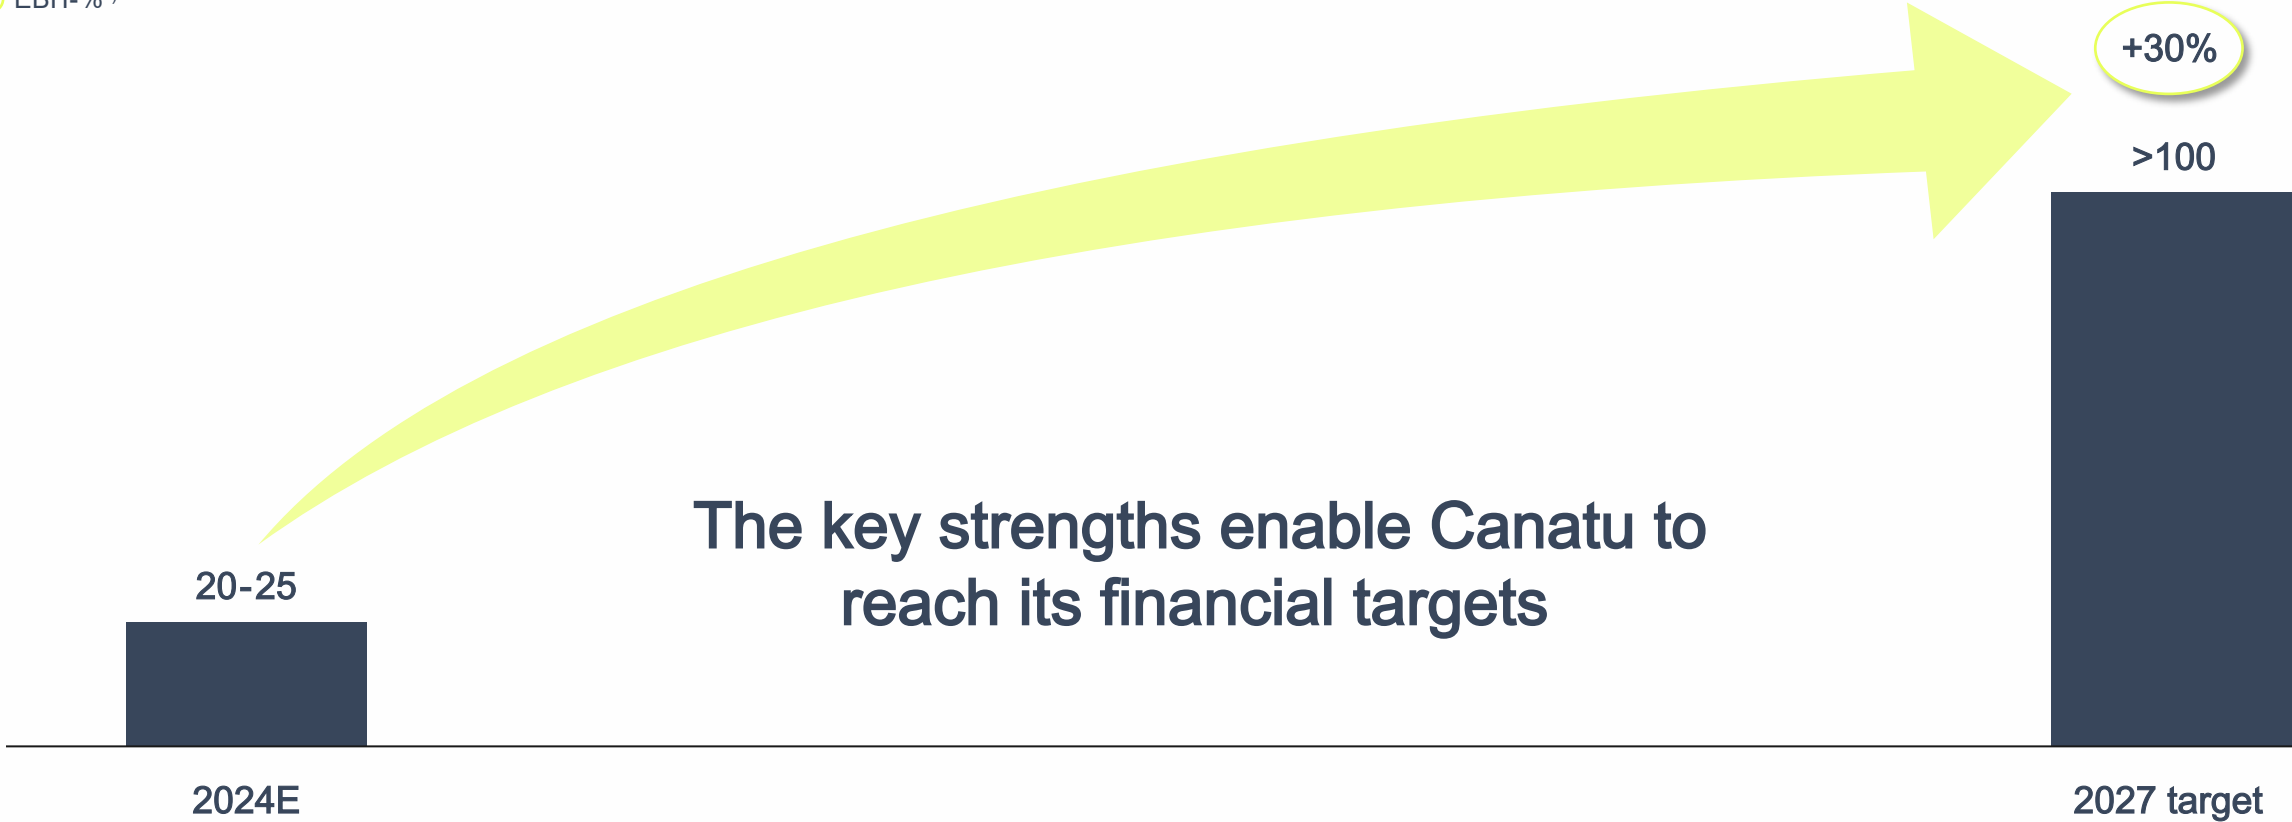 +30%
>100
20-25
The key strengths enable Canatu to
reach its financial targets
2024E
2027 target